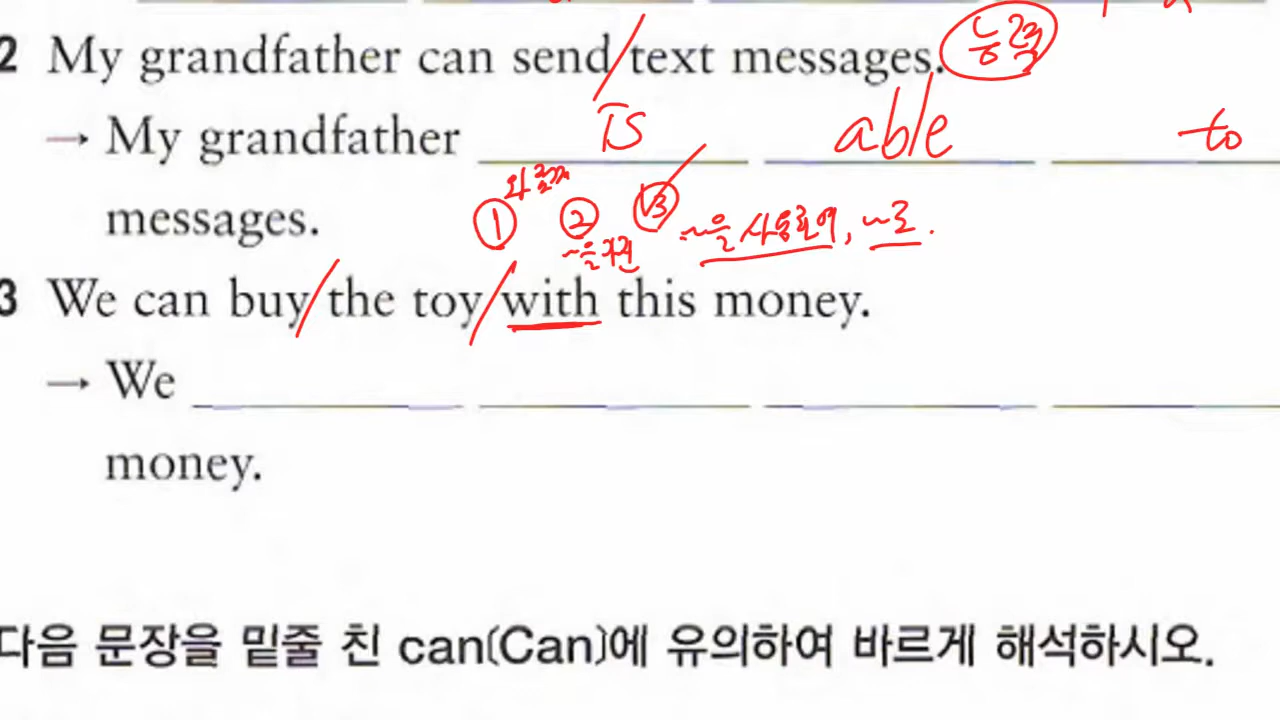 2 My grandfather can send text messages. 능력
→ My grandfather is able to
messages.
와 함께
① ② ③ ~을 사용하여, ~로.
~을 가진
3 We can buy the toy with this money.
→ We
money.
다음 문장을 밑줄 친 can(Can)에 유의하여 바르게 해석하시오.